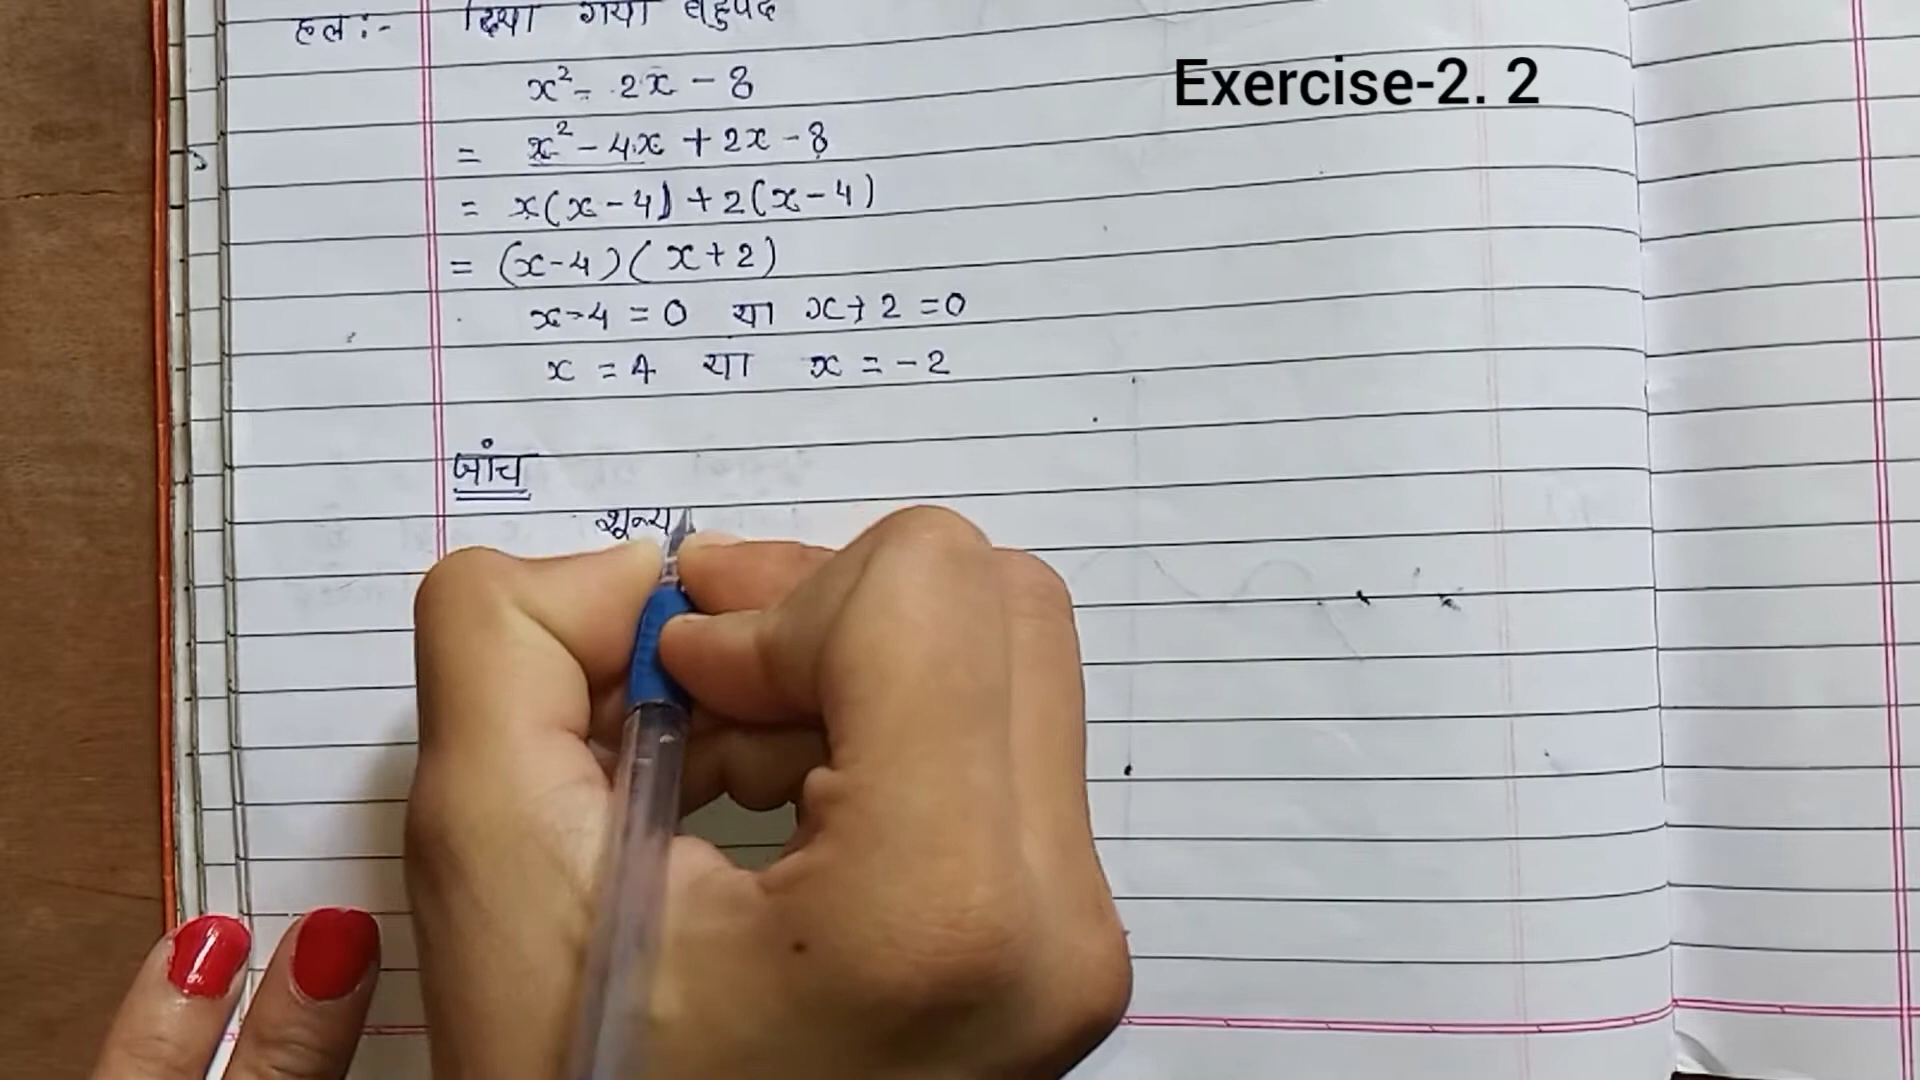 हल :- दिया गया बहुपद
x² - 2x - 8
Exercise-2. 2
= x² - 4x + 2x - 8
= x(x - 4) + 2(x - 4)
= (x-4)(x+2)
x-4 = 0 या x+2 =0
x = 4 या x = -2
जांच
शून्य